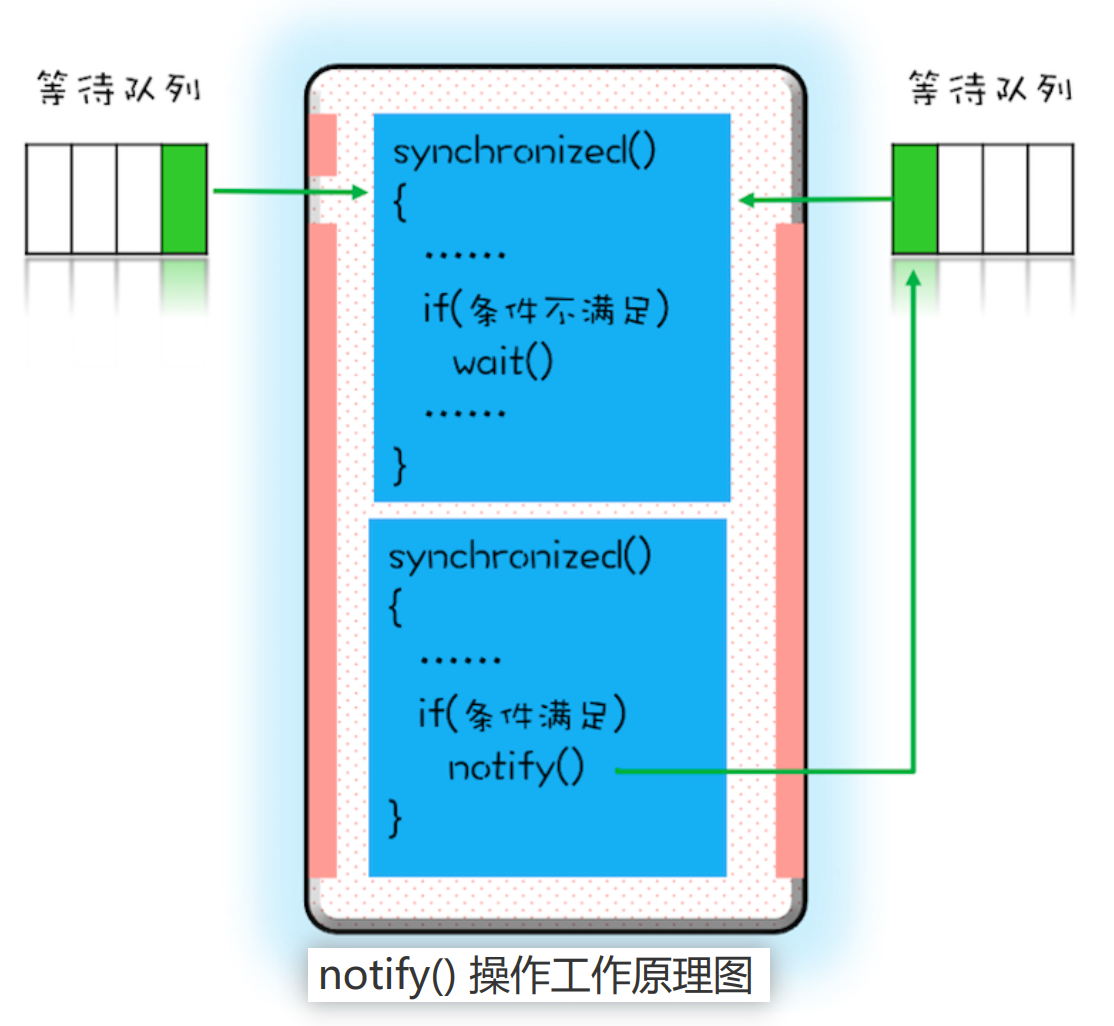 等待队列
等待队列
synchronized()
{
......
if(条件不满足)
wait()
......
}
synchronized()
{
......
if(条件满足)
notify()
}
notify() 操作工作原理图